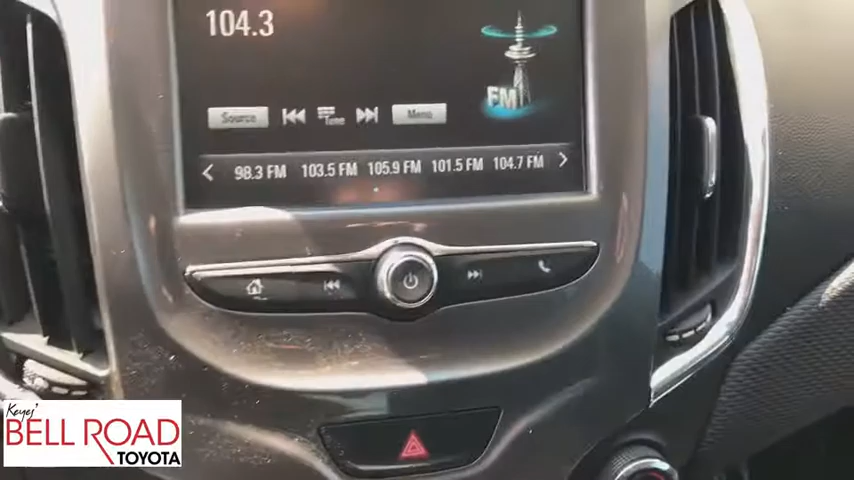 104.3
FM
Source
Tune
Menu
98.3 FM 103.5 FM 105.9 FM 101.5 FM 104.7 FM
Keyes'
BELL ROAD
TOYOTA